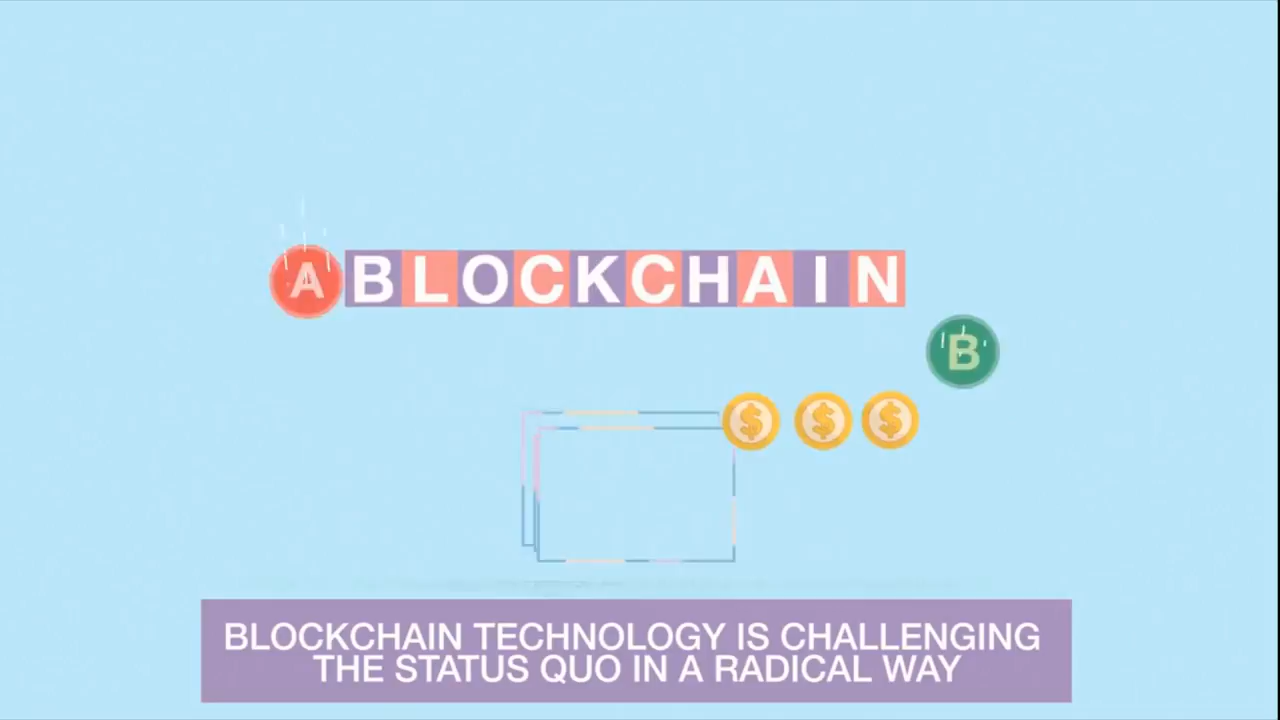 A BLOCKCHAIN
B
$ $ $
BLOCKCHAIN TECHNOLOGY IS CHALLENGING
THE STATUS QUO IN A RADICAL WAY